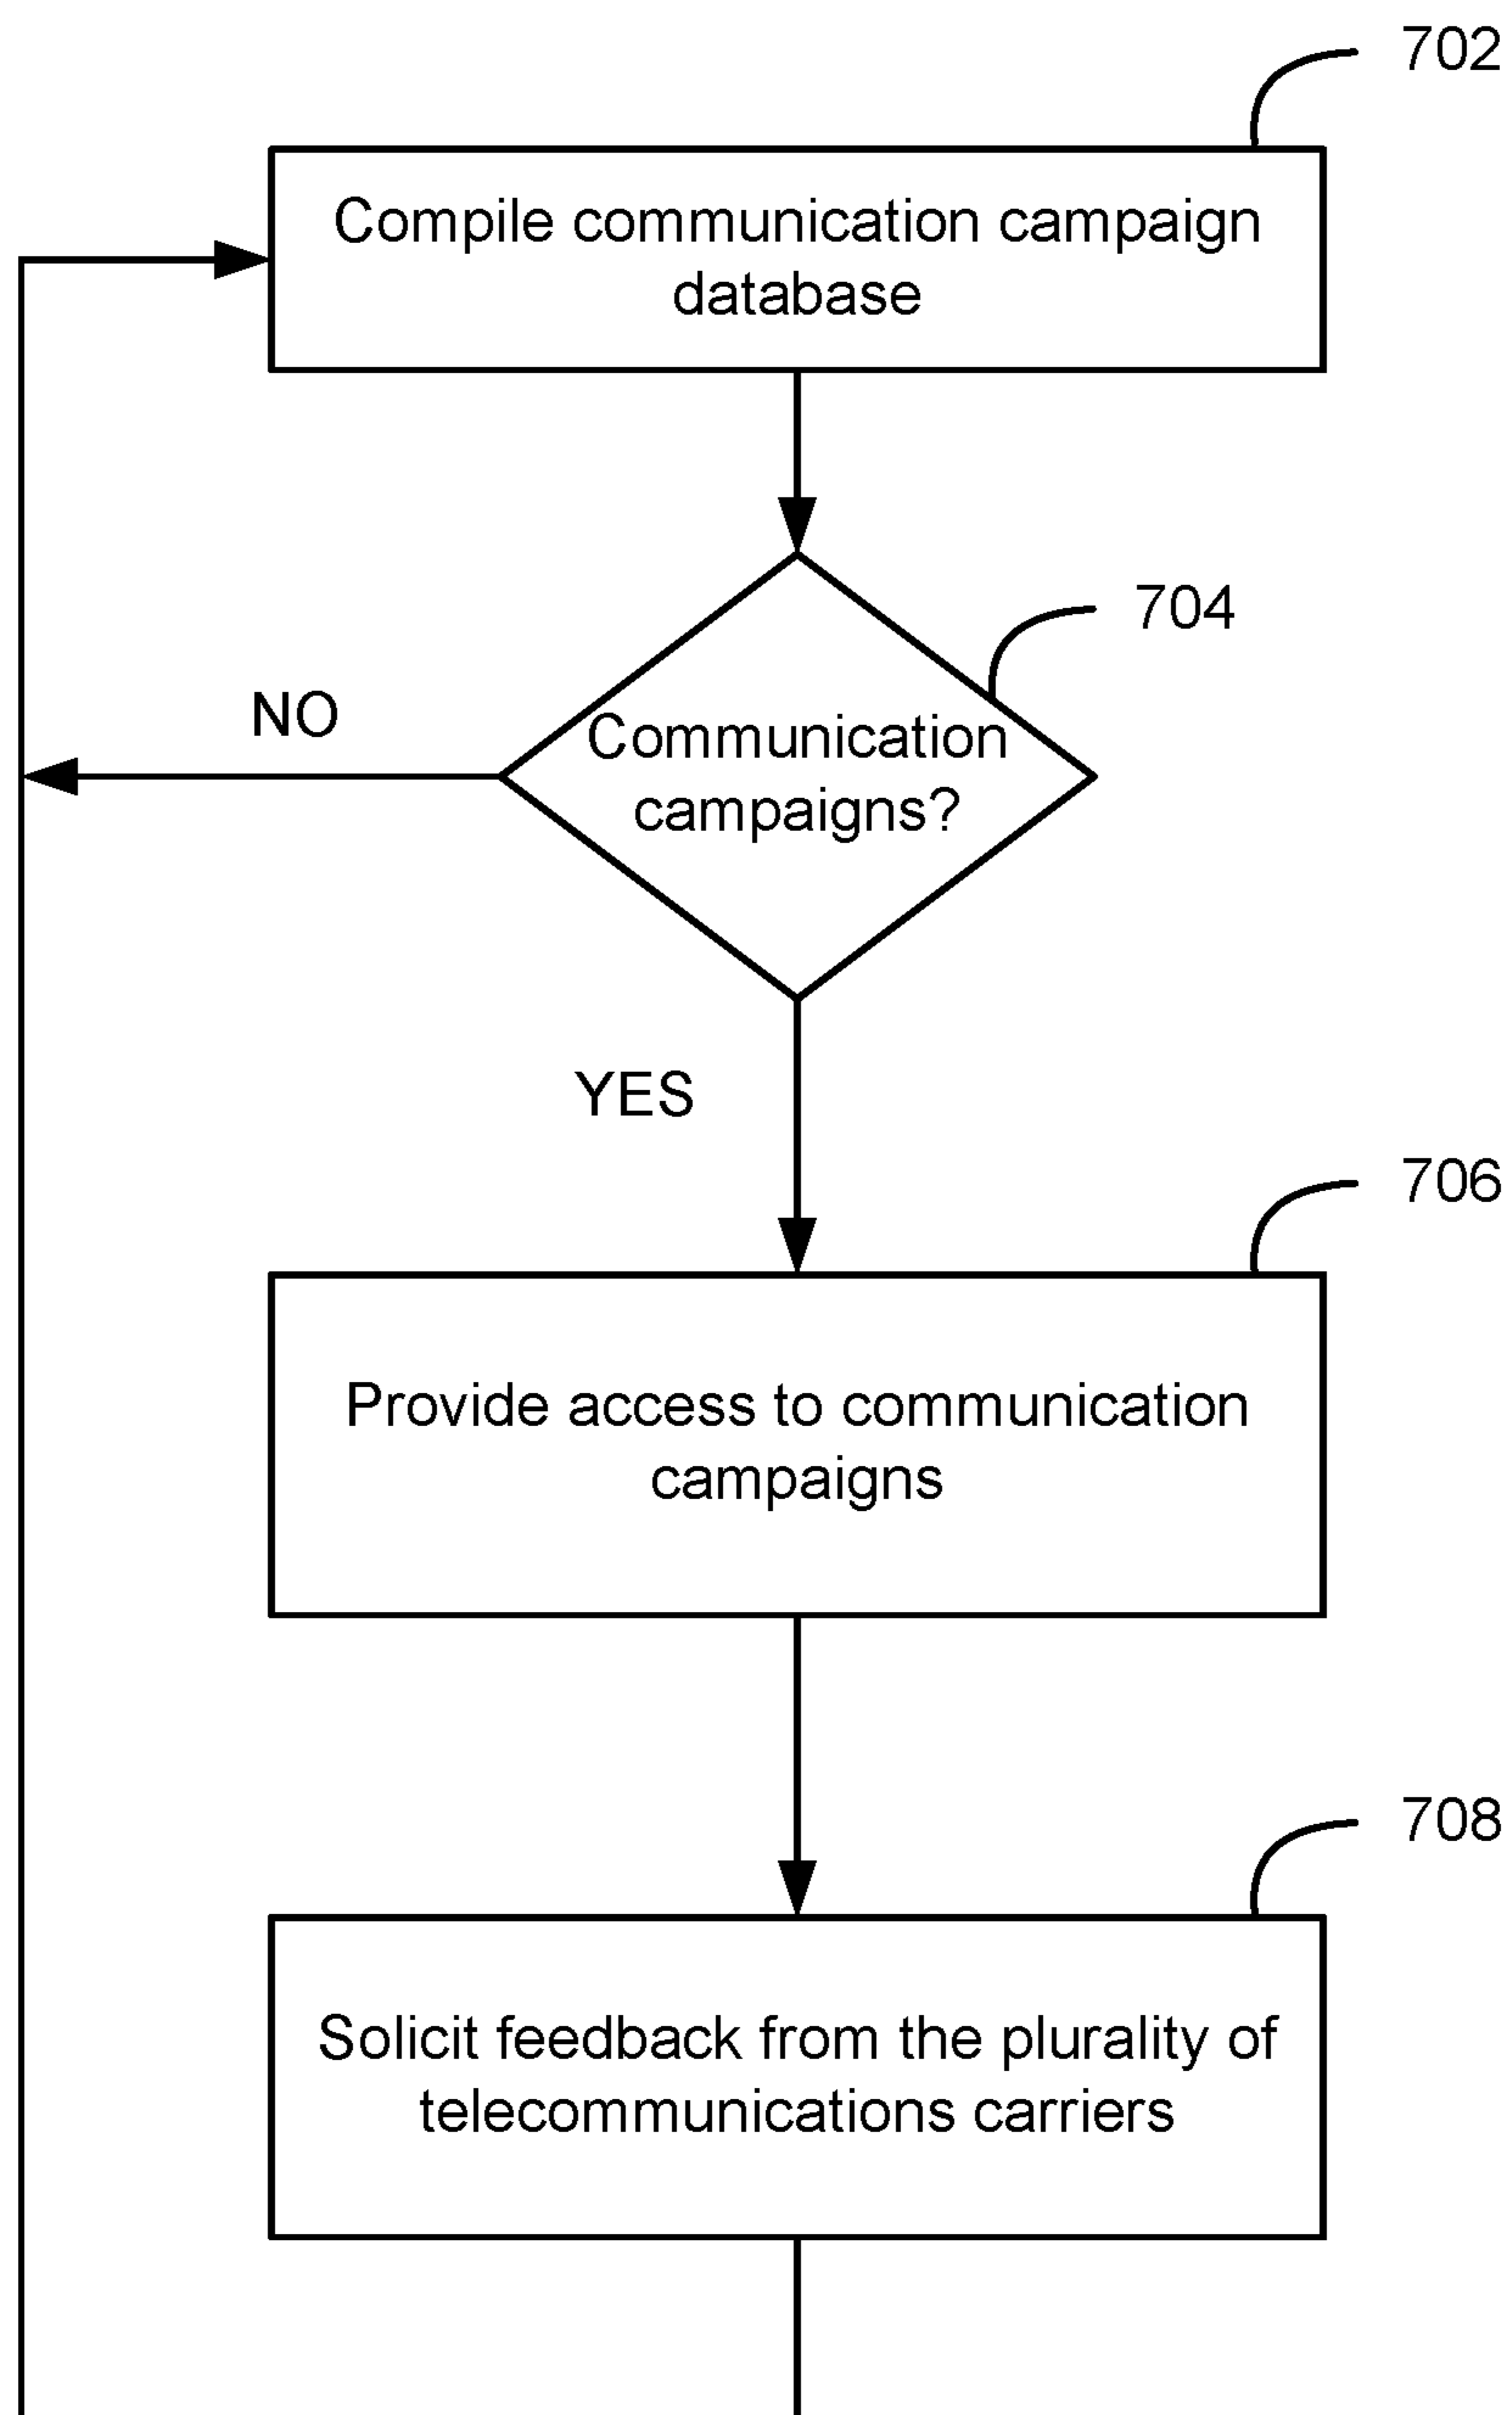 702
Compile communication campaign
database
704
NO
Communication
campaigns?
YES
706
Provide access to communication
campaigns
708
Solicit feedback from the plurality of
telecommunications carriers